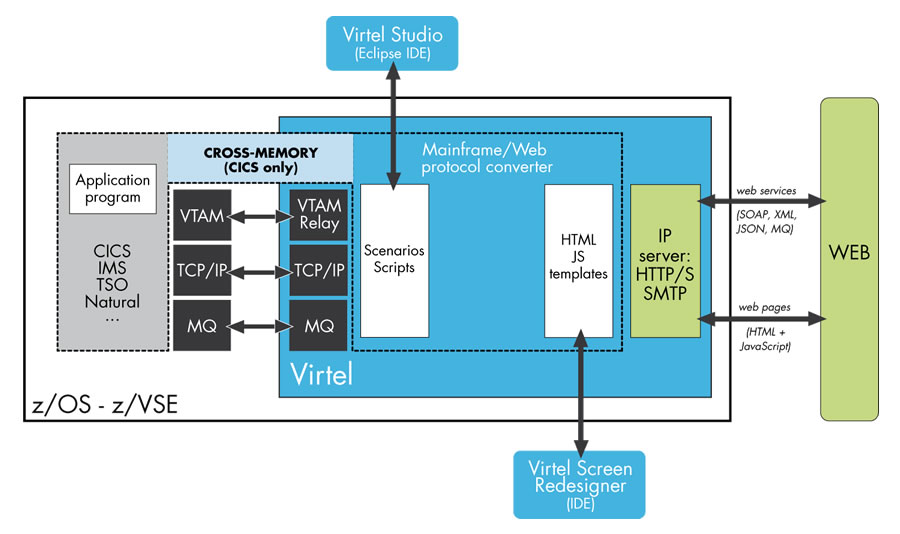 Virtel Studio
(Eclipse IDE)
CROSS-MEMORY
(CICS only)
Mainframe/Web
protocol converter
Application
program
CICS
IMS
TSO
Natural
...
VTAM
TCP/IP
MQ
VTAM
Relay
TCP/IP
MQ
Scenarios
Scripts
HTML
JS
templates
IP
server:
HTTP/S
SMTP
web services
(SOAP, XML,
JSON, MQ)
web pages
(HTML +
JavaScript)
WEB
Virtel
z/OS - z/VSE
Virtel Screen
Redesigner
(IDE)